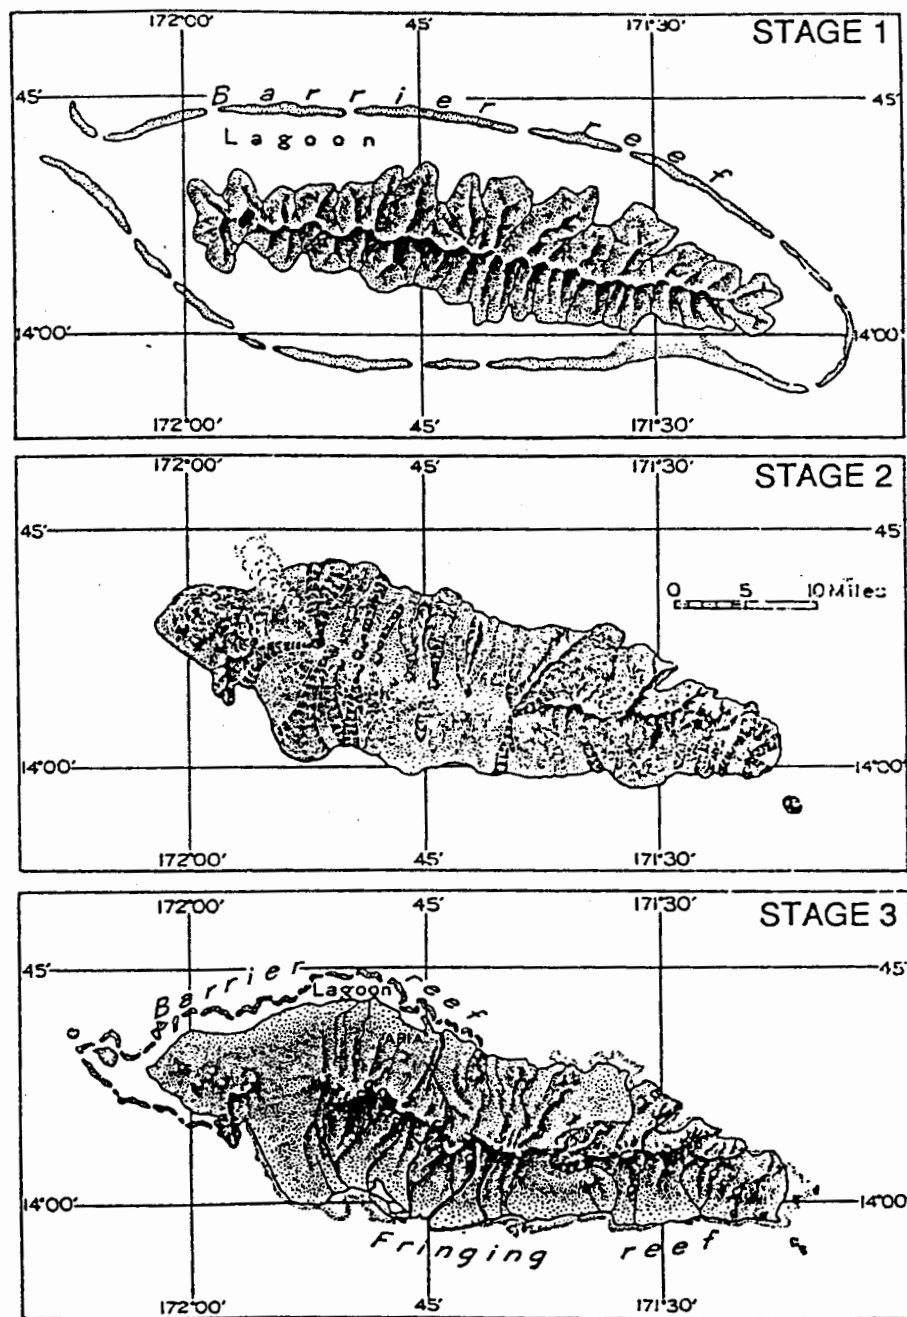 172°00' 45' 171°30' STAGE 1
45' 45'
Barrier reef
Lagoon
14°00' 14°00'
172°00' 45' 171°30'
172°00' 45' 171°30' STAGE 2
45' 45'
0 5 10 Miles
14°00' 14°00'
172°00' 45' 171°30'
172°00' 45' 171°30' STAGE 3
45' 45'
Barrier reef
Lagoon
APIA
14°00' 14°00'
Fringing reef
172°00' 45' 171°30'